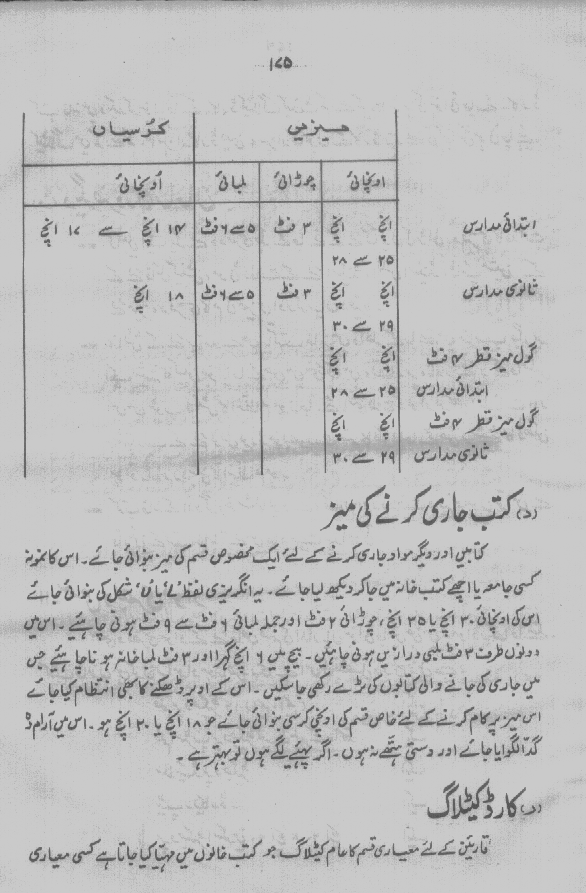 ۱۷۵
میزیں کرسیاں
اونچائی چوڑائی لمبائی اونچائی
ابتدائی مدارس انچ انچ ۳ فٹ ۵ سے ۶ فٹ ۱۴ انچ سے ۱۷ انچ
۲۵ سے ۲۸
ثانوی مدارس انچ انچ ۳ فٹ ۵ سے ۶ فٹ ۱۸ انچ
۲۹ سے ۳۰
گول میز قطر ۴ فٹ انچ انچ
ابتدائی مدارس ۲۵ سے ۲۸
گول میز قطر ۴ فٹ انچ انچ
ثانوی مدارس ۲۹ سے ۳۰
(د) کتب جاری کرنے کی میز
کتابیں اور دیگر مواد جاری کرنے کے لئے ایک مخصوص قسم کی میز بنوائی جائے۔ اس کا نمونہ
کسی جامعہ یا اچھے کتب خانہ میں جا کر دیکھ لیا جائے۔ یہ انگریزی لفظ شکل کی بنوائی جائے
اس کی اونچائی ۳۰ انچ یا ۳۵ انچ، چوڑائی ۲ فٹ اور جملہ لمبائی ۶ فٹ سے ۹ فٹ ہونی چاہئیے۔ اس میں
دونوں طرف ۳ فٹ لمبی درازیں ہونی چاہئیں۔ بیچ میں ۶ انچ گہرا اور ۳ فٹ لمبا خانہ ہونا چاہئیے جس
میں جاری کی جانے والی کتابوں کی ٹرے رکھی جا سکیں۔ اس کے اوپر ڈھکنے کا بھی انتظام کیا جائے
اس میز پر کام کرنے کے لئے خاص قسم کی اونچی کرسی بنوائی جائے جو ۱۸ انچ یا ۳۰ انچ ہو۔ اس میں آرام دہ
گدا لگوایا جائے اور دستی ہتھے نہ ہوں۔ اگر پہئیے لگے ہوں تو بہتر ہے۔
کارڈ کیٹلاگ
قارئین کے لئے معیاری قسم کا عام کیٹلاگ جو کتب خانوں میں مہیّا کیا جاتا ہے کسی معیاری